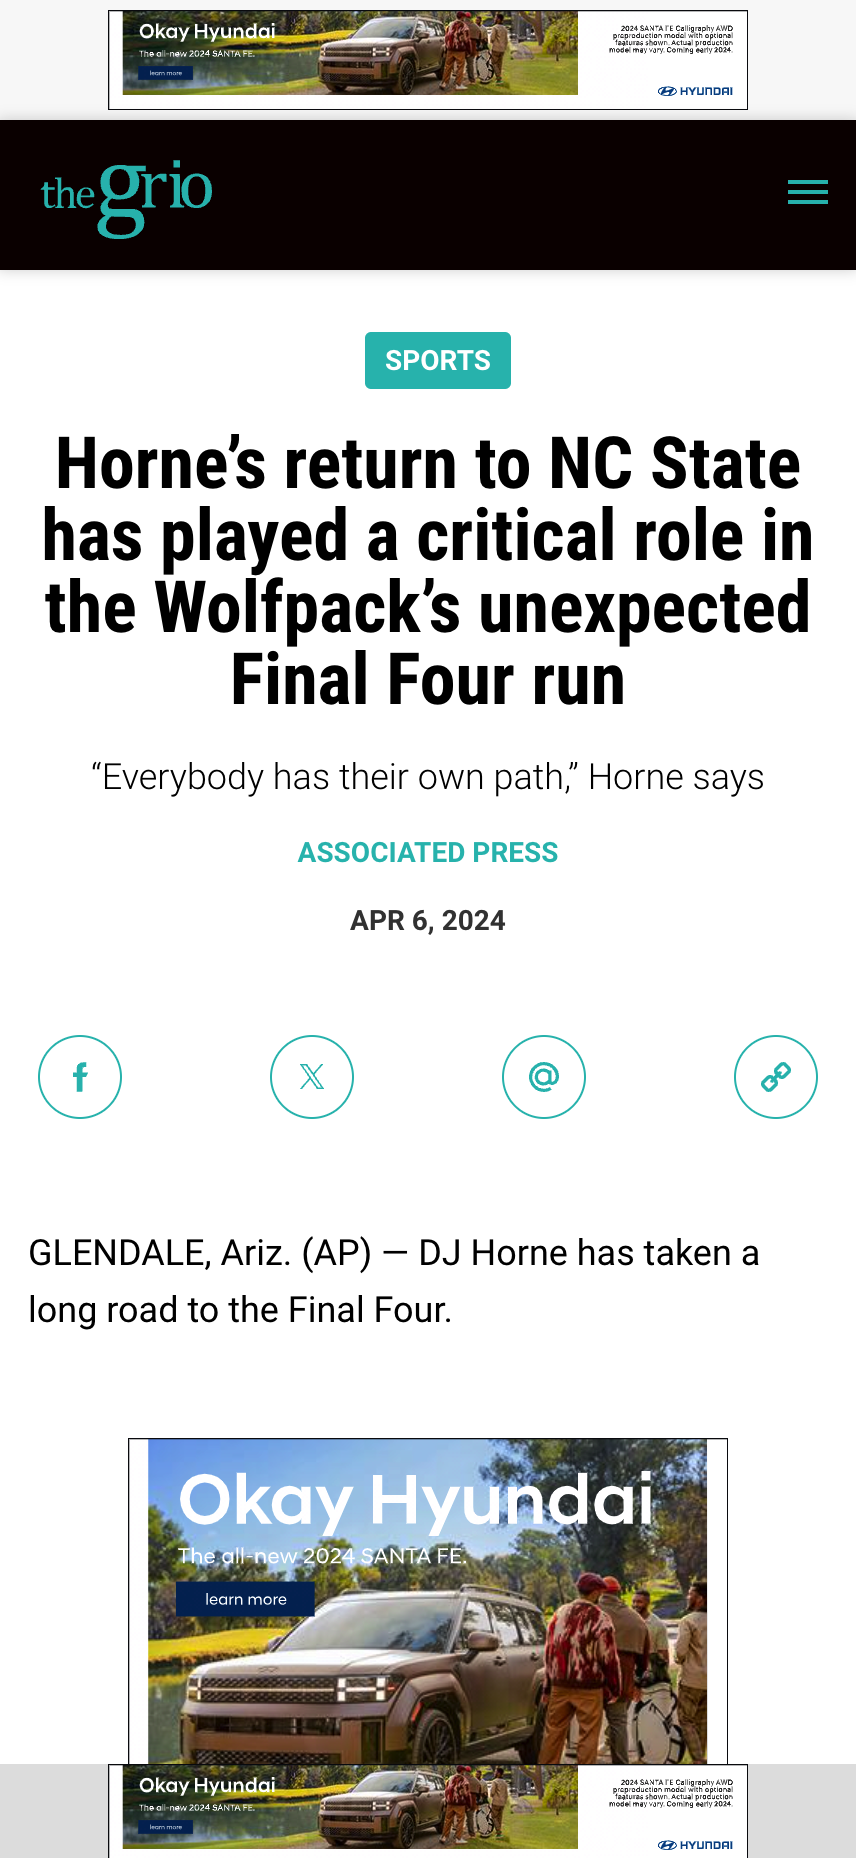 Okay Hyundai
The all-new 2024 SANTA FE.
learn more
2024 SANTA FE Calligraphy AWD
preproduction model with optional
features shown. Actual production
model may vary. Coming early 2024.
HYUNDAI
the grio
SPORTS
Horne’s return to NC State
has played a critical role in
the Wolfpack’s unexpected
Final Four run
“Everybody has their own path,” Horne says
ASSOCIATED PRESS
APR 6, 2024
GLENDALE, Ariz. (AP) — DJ Horne has taken a
long road to the Final Four.
Okay Hyundai
The all-new 2024 SANTA FE.
learn more
Okay Hyundai
The all-new 2024 SANTA FE.
learn more
2024 SANTA FE Calligraphy AWD
preproduction model with optional
features shown. Actual production
model may vary. Coming early 2024.
HYUNDAI